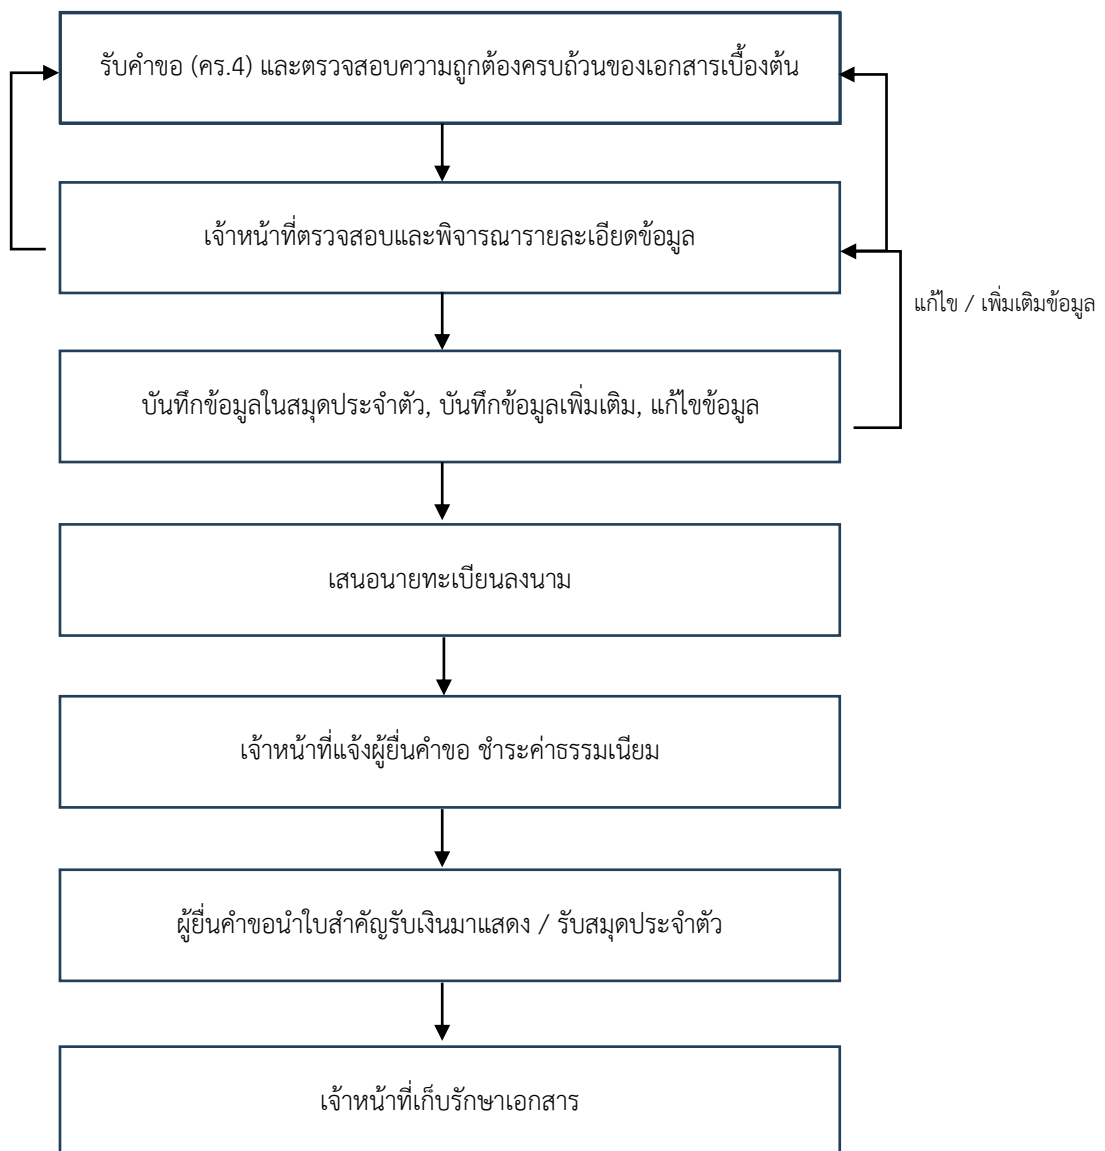 รับคำขอ (คร.4) และตรวจสอบความถูกต้องครบถ้วนของเอกสารเบื้องต้น
เจ้าหน้าที่ตรวจสอบและพิจารณารายละเอียดข้อมูล
แก้ไข / เพิ่มเติมข้อมูล
บันทึกข้อมูลในสมุดประจำตัว, บันทึกข้อมูลเพิ่มเติม, แก้ไขข้อมูล
เสนอนายทะเบียนลงนาม
เจ้าหน้าที่แจ้งผู้ยื่นคำขอ ชำระค่าธรรมเนียม
ผู้ยื่นคำขอนำใบสำคัญรับเงินมาแสดง / รับสมุดประจำตัว
เจ้าหน้าที่เก็บรักษาเอกสาร